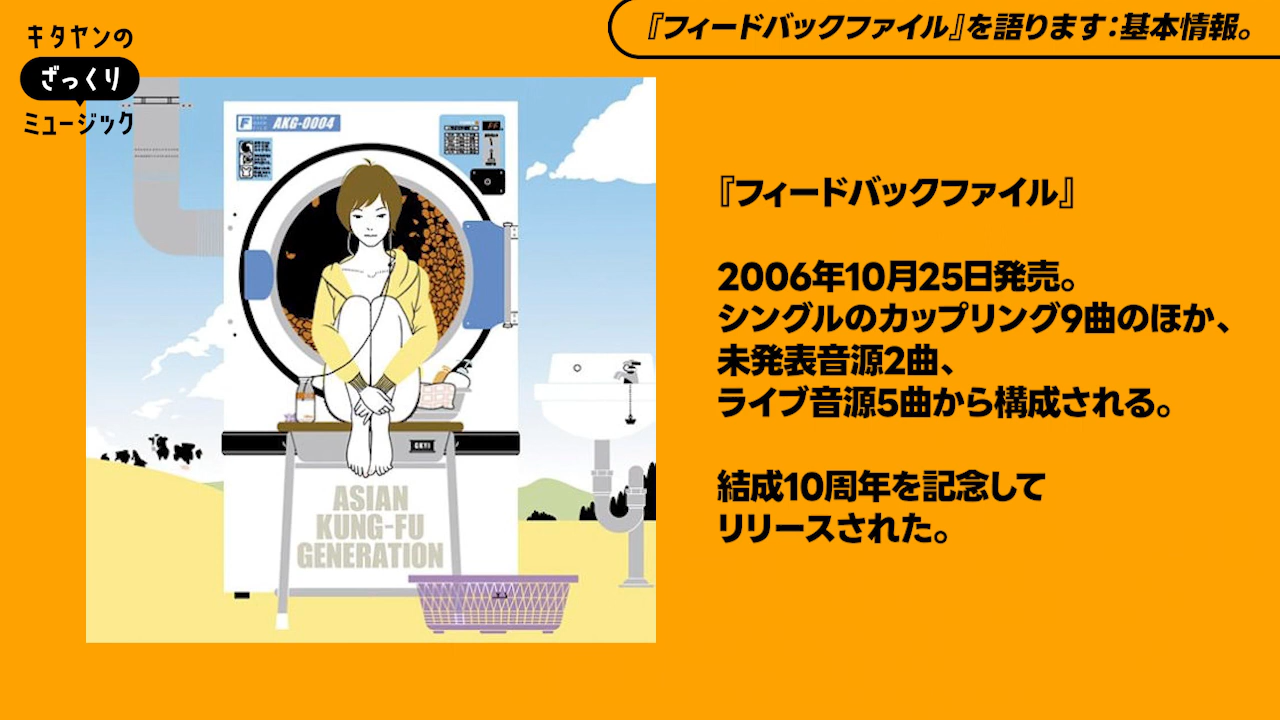 キタヤンの
ざっくり
ミュージック
『フィードバックファイル』を語ります：基本情報。
F
AKG-0004
ASIAN
KUNG-FU
GENERATION
『フィードバックファイル』
2006年10月25日発売。
シングルのカップリング9曲のほか、
未発表音源2曲、
ライブ音源5曲から構成される。
結成10周年を記念して
リリースされた。